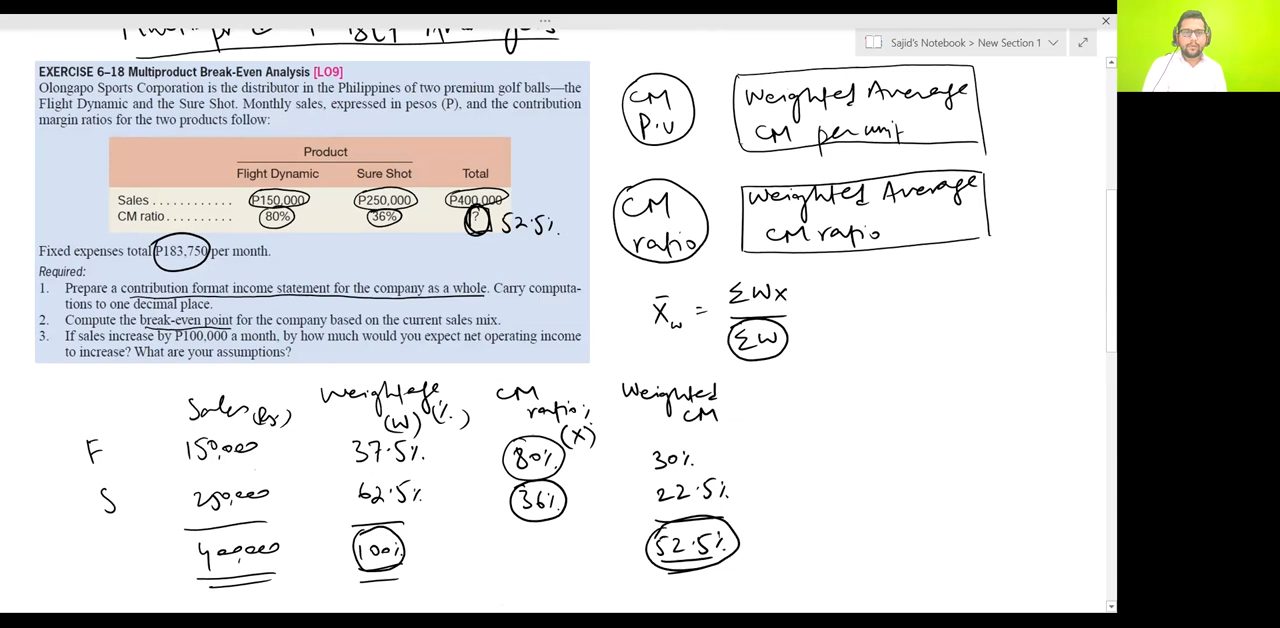 Sajid's Notebook > New Section 1
EXERCISE 6–18 Multiproduct Break-Even Analysis [LO9]
Olongapo Sports Corporation is the distributor in the Philippines of two premium golf balls—the
Flight Dynamic and the Sure Shot. Monthly sales, expressed in pesos (P), and the contribution
margin ratios for the two products follow:
Product
Flight Dynamic Sure Shot Total
Sales . . . . . . . . . . . . P150,000 P250,000 P400,000
CM ratio . . . . . . . . . . 80% 36% ? 52.5%
Fixed expenses total P183,750 per month.
Required:
1. Prepare a contribution format income statement for the company as a whole. Carry computa-
tions to one decimal place.
2. Compute the break-even point for the company based on the current sales mix.
3. If sales increase by P100,000 a month, by how much would you expect net operating income
to increase? What are your assumptions?
CM
P.U
Weighted Average
CM per unit
CM
ratio
Weighted Average
CM ratio
X̄w = ΣWX
ΣW
Sales (Rs) Weightage (W) (%) CM ratio % (X) Weighted CM
F 150,000 37.5% 80% 30%
S 250,000 62.5% 36% 22.5%
400,000 100% 52.5%